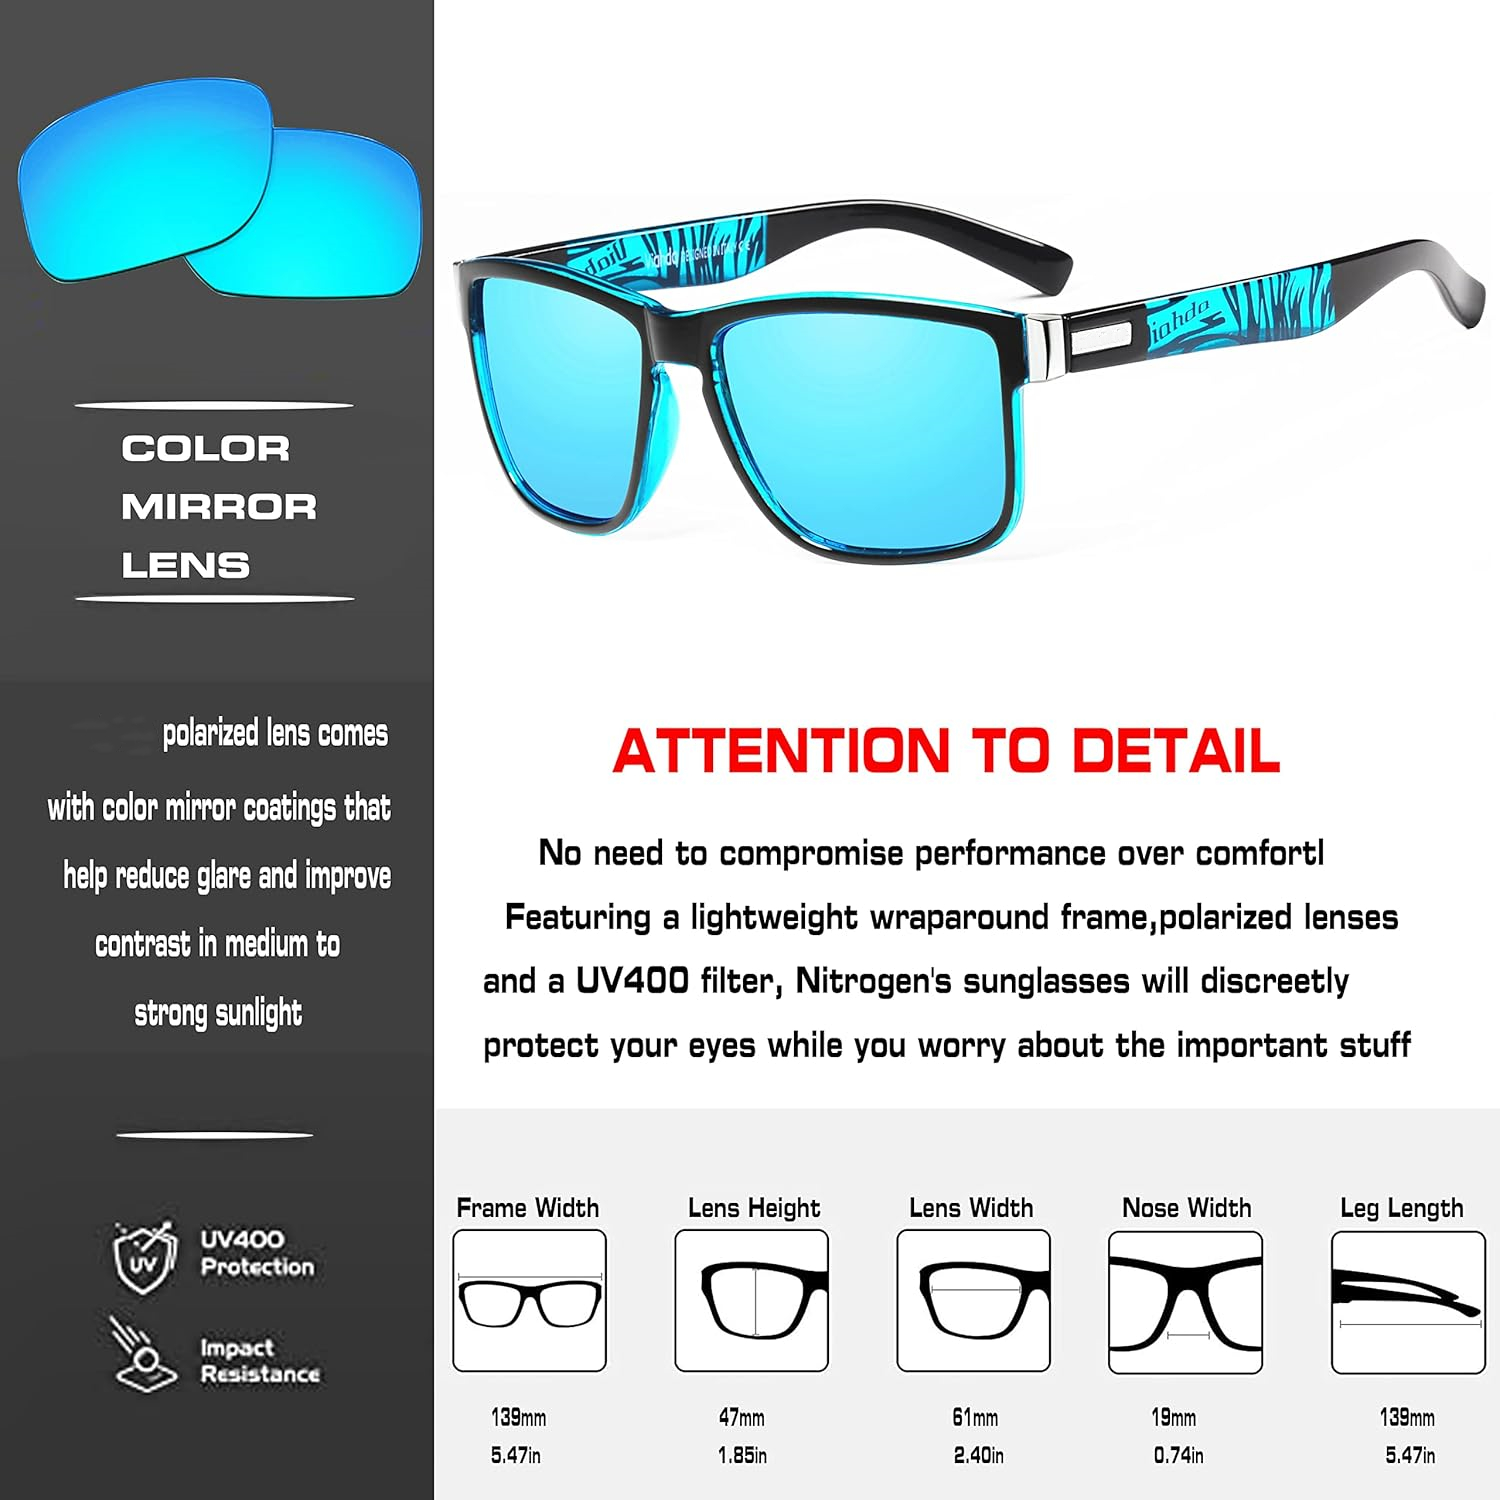 COLOR
MIRROR
LENS
polarized lens comes
with color mirror coatings that
help reduce glare and improve
contrast in medium to
strong sunlight
UV
UV400
Protection
Impact
Resistance
ATTENTION TO DETAIL
No need to compromise performance over comfortl
Featuring a lightweight wraparound frame,polarized lenses
and a UV400 filter, Nitrogen's sunglasses will discreetly
protect your eyes while you worry about the important stuff
Frame Width
Lens Height
Lens Width
Nose Width
Leg Length
139mm
47mm
61mm
19mm
139mm
5.47in
1.85in
2.40in
0.74in
5.47in